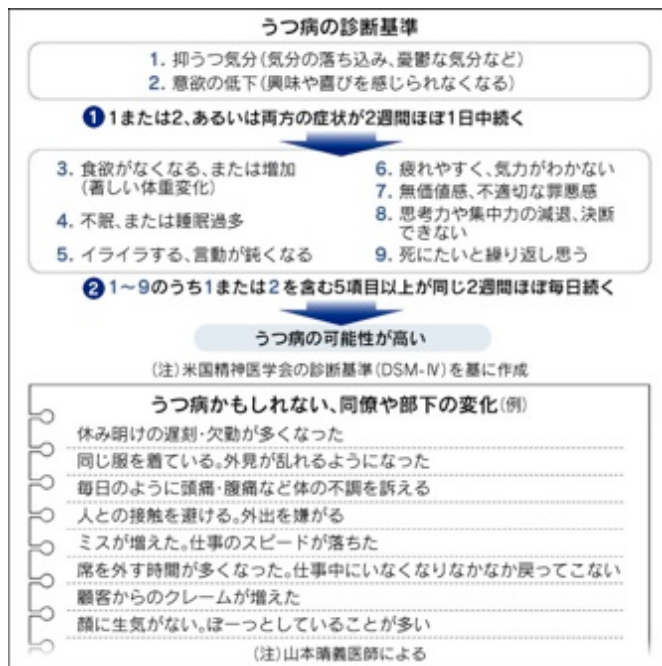 うつ病の診断基準
1. 抑うつ気分(気分の落ち込み、憂鬱な気分など)
2. 意欲の低下(興味や喜びを感じられなくなる)
❶1または2、あるいは両方の症状が2週間ほぼ1日中続く
3. 食欲がなくなる、または増加
(著しい体重変化)
4. 不眠、または睡眠過多
5. イライラする、言動が鈍くなる
6. 疲れやすく、気力がわかない
7. 無価値感、不適切な罪悪感
8. 思考力や集中力の減退、決断
できない
9. 死にたいと繰り返し思う
❷1～9のうち1または2を含む5項目以上が同じ2週間ほぼ毎日続く
うつ病の可能性が高い
(注)米国精神医学会の診断基準(DSM-Ⅳ)を基に作成
うつ病かもしれない、同僚や部下の変化(例)
休み明けの遅刻・欠勤が多くなった
同じ服を着ている。外見が乱れるようになった
毎日のように頭痛・腹痛など体の不調を訴える
人との接触を避ける。外出を嫌がる
ミスが増えた。仕事のスピードが落ちた
席を外す時間が多くなった。仕事中にいなくなりなかなか戻ってこない
顧客からのクレームが増えた
顔に生気がない。ぼーっとしていることが多い
(注)山本晴義医師による